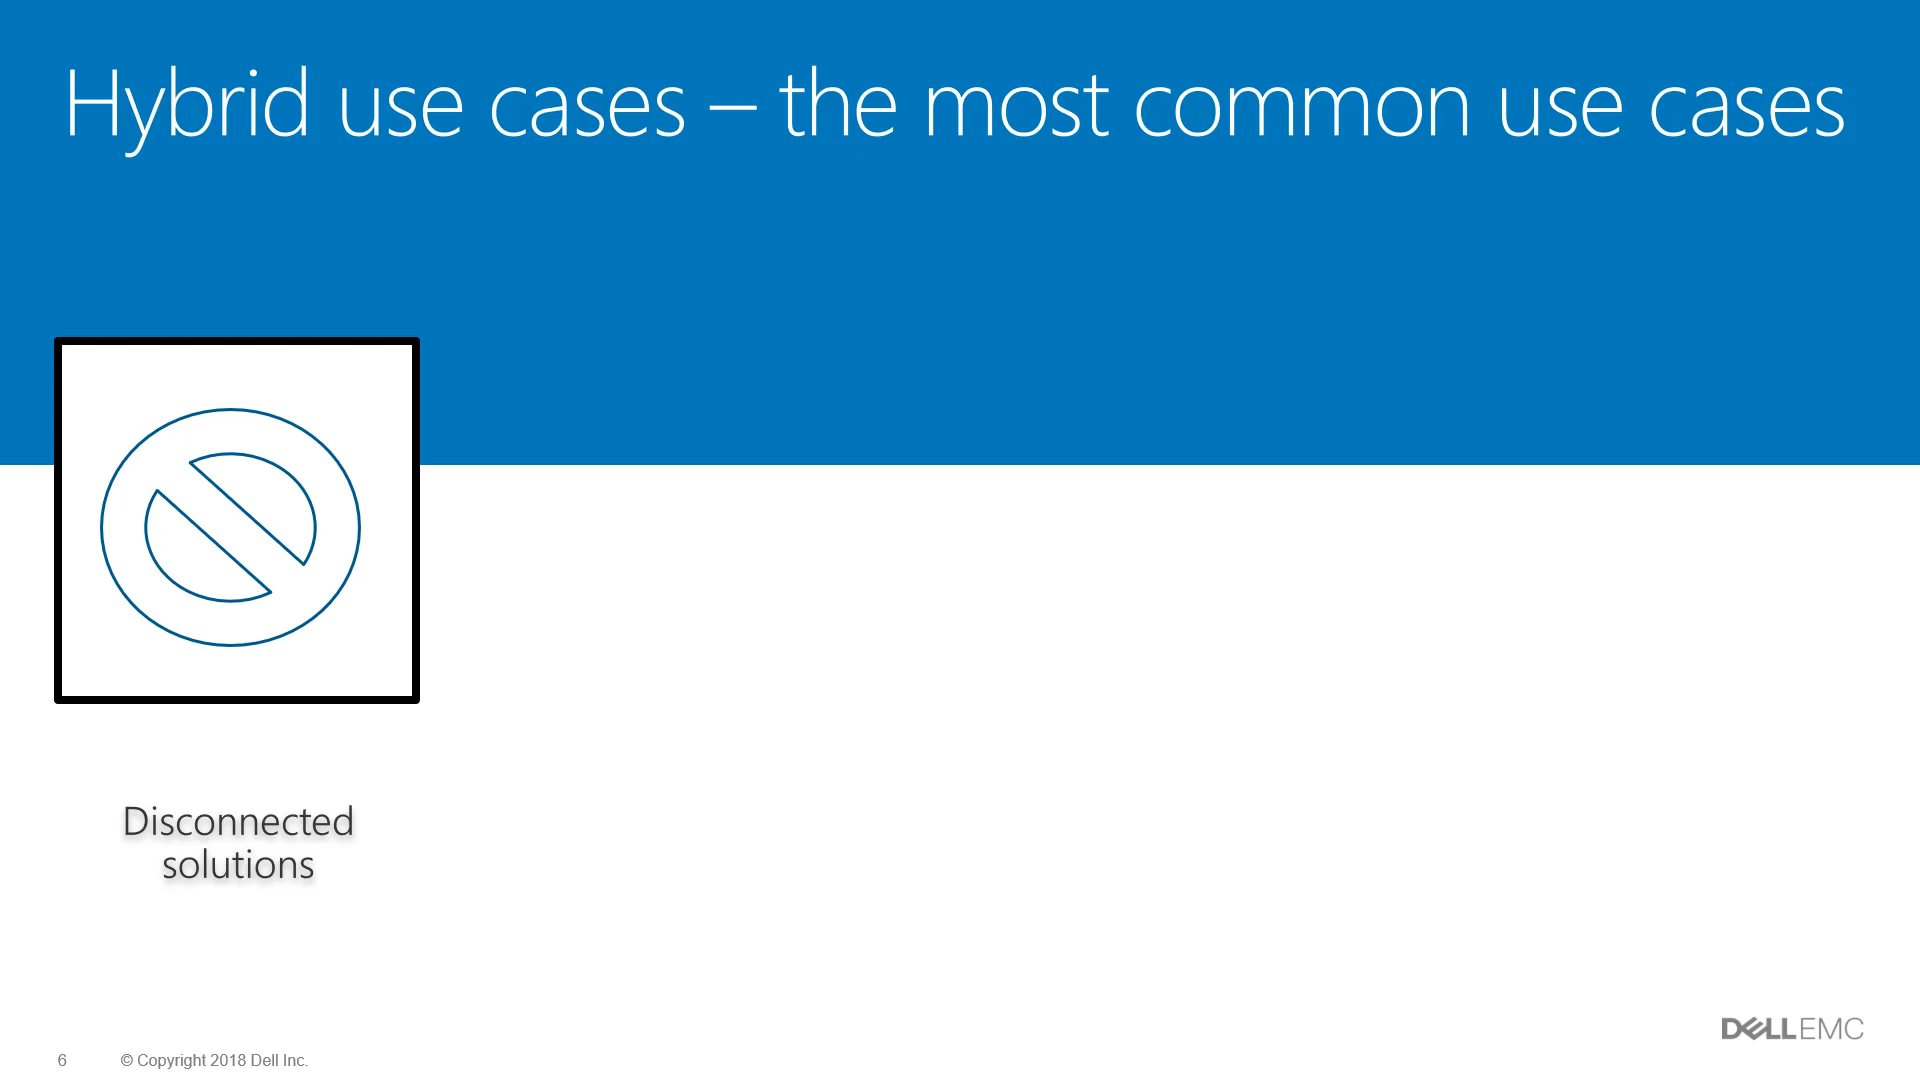 Hybrid use cases – the most common use cases
Disconnected
solutions
DELLEMC
6 © Copyright 2018 Dell Inc.